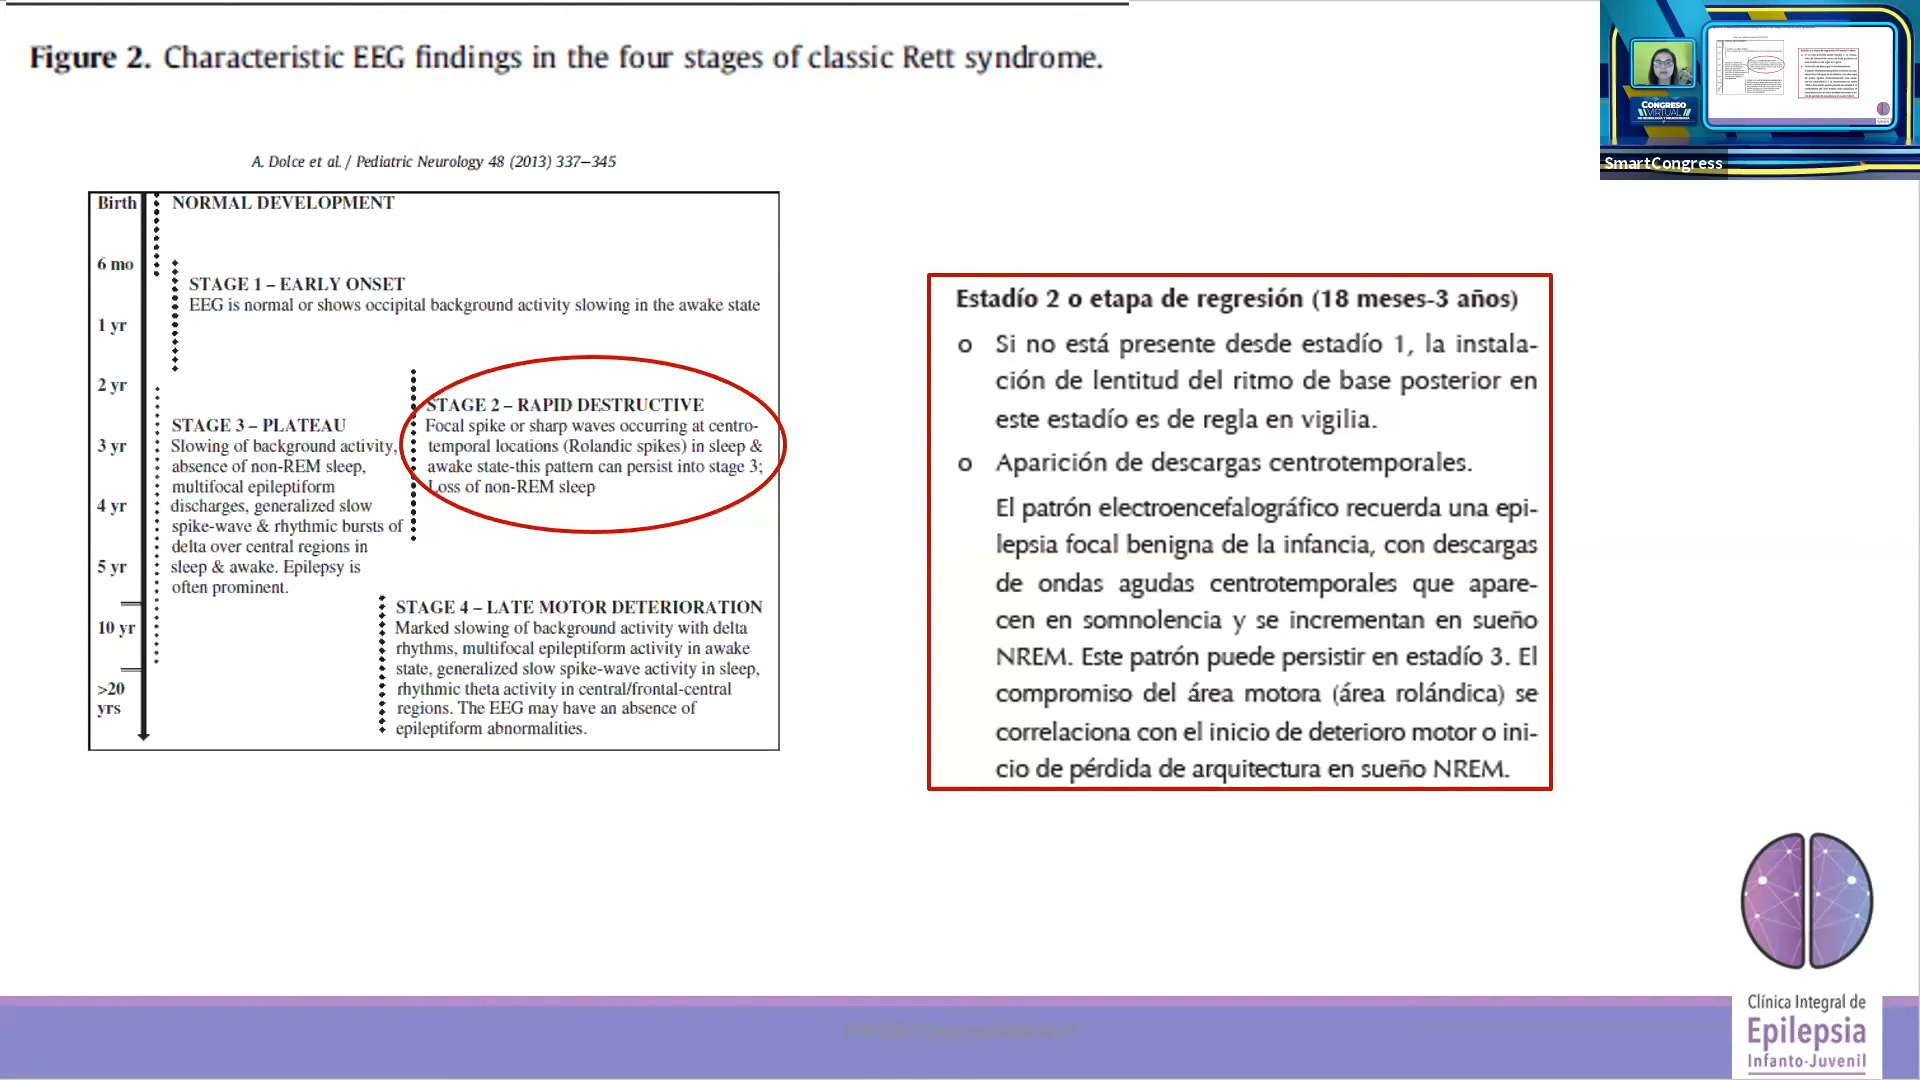 Figure 2. Characteristic EEG findings in the four stages of classic Rett syndrome.
A. Dolce et al. / Pediatric Neurology 48 (2013) 337–345
Birth
NORMAL DEVELOPMENT
6 mo
STAGE 1 – EARLY ONSET
EEG is normal or shows occipital background activity slowing in the awake state
1 yr
2 yr
STAGE 2 – RAPID DESTRUCTIVE
Focal spike or sharp waves occurring at centro-
temporal locations (Rolandic spikes) in sleep &
awake state-this pattern can persist into stage 3;
Loss of non-REM sleep
STAGE 3 – PLATEAU
3 yr
Slowing of background activity,
absence of non-REM sleep,
multifocal epileptiform
4 yr
discharges, generalized slow
spike-wave & rhythmic bursts of
delta over central regions in
5 yr
sleep & awake. Epilepsy is
often prominent.
STAGE 4 – LATE MOTOR DETERIORATION
10 yr
Marked slowing of background activity with delta
rhythms, multifocal epileptiform activity in awake
state, generalized slow spike-wave activity in sleep,
>20
yrs
rhythmic theta activity in central/frontal-central
regions. The EEG may have an absence of
epileptiform abnormalities.
Estadío 2 o etapa de regresión (18 meses-3 años)
o Si no está presente desde estadío 1, la instala-
ción de lentitud del ritmo de base posterior en
este estadío es de regla en vigilia.
o Aparición de descargas centrotemporales.
El patrón electroencefalográfico recuerda una epi-
lepsia focal benigna de la infancia, con descargas
de ondas agudas centrotemporales que apare-
cen en somnolencia y se incrementan en sueño
NREM. Este patrón puede persistir en estadío 3. El
compromiso del área motora (área rolándica) se
correlaciona con el inicio de deterioro motor o ini-
cio de pérdida de arquitectura en sueño NREM.
CONGRESO
VIRTUAL
SmartCongress
Clínica Integral de
Epilepsia
Infanto-Juvenil